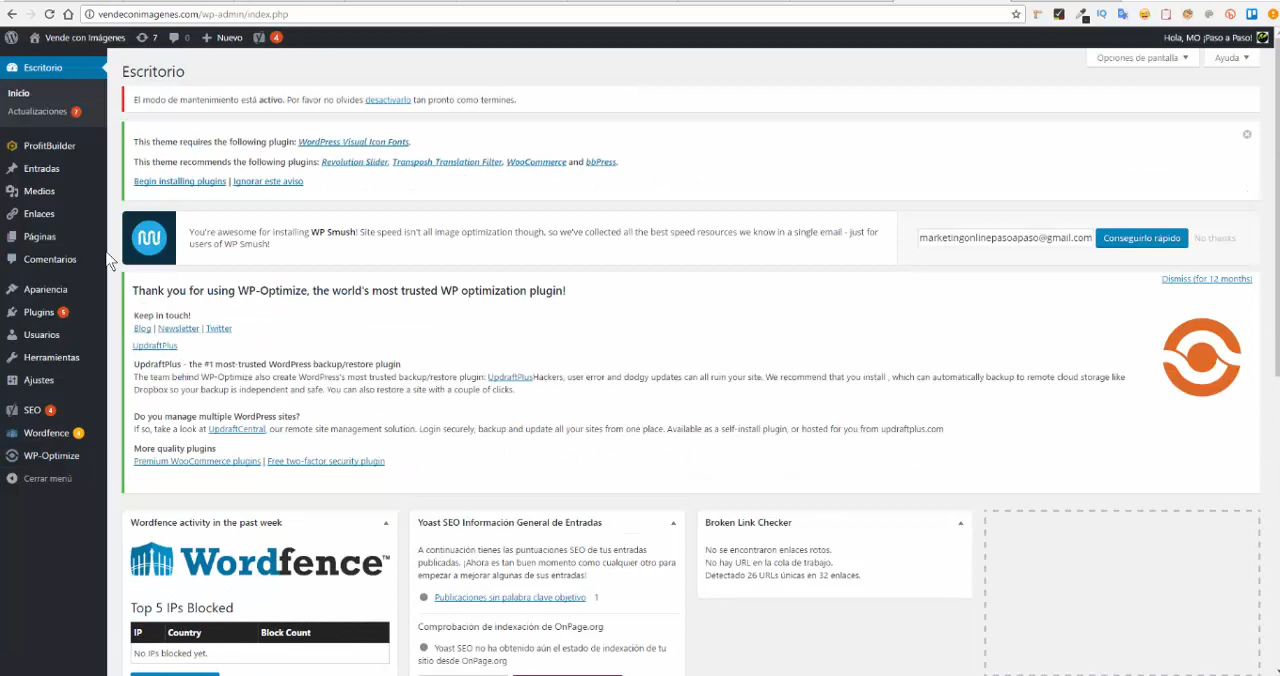 vendeconimagenes.com/wp-admin/index.php
Vende con Imágenes 7 0 Nuevo 4
Hola, MO ¡Paso a Paso!
Escritorio
Inicio
Actualizaciones 7
ProfitBuilder
Entradas
Medios
Enlaces
Páginas
Comentarios
Apariencia
Plugins 5
Usuarios
Herramientas
Ajustes
SEO 4
Wordfence 4
WP-Optimize
Cerrar menú
Opciones de pantalla ▼
Ayuda ▼
Escritorio
El modo de mantenimiento está activo. Por favor no olvides desactivarlo tan pronto como termines.
This theme requires the following plugin: WordPress Visual Icon Fonts.
This theme recommends the following plugins: Revolution Slider, Transposh Translation Filter, WooCommerce and bbPress.
Begin installing plugins | Ignorar este aviso
You're awesome for installing WP Smush! Site speed isn't all image optimization though, so we've collected all the best speed resources we know in a single email - just for
users of WP Smush!
marketingonlinepasoapaso@gmail.com
Conseguirlo rápido
No thanks
Dismiss (for 12 months)
Thank you for using WP-Optimize, the world's most trusted WP optimization plugin!
Keep in touch!
Blog | Newsletter | Twitter
UpdraftPlus
UpdraftPlus - the #1 most-trusted WordPress backup/restore plugin
The team behind WP-Optimize also create WordPress's most trusted backup/restore plugin: UpdraftPlusHackers, user error and dodgy updates can all ruin your site. We recommend that you install , which can automatically backup to remote cloud storage like
Dropbox so your backup is independent and safe. You can also restore a site with a couple of clicks.
Do you manage multiple WordPress sites?
If so, take a look at UpdraftCentral, our remote site management solution. Login securely, backup and update all your sites from one place. Available as a self-install plugin, or hosted for you from updraftplus.com
More quality plugins
Premium WooCommerce plugins | Free two-factor security plugin
Wordfence activity in the past week
Wordfence™
Top 5 IPs Blocked
IP Country Block Count
No IPs blocked yet.
Yoast SEO Información General de Entradas
A continuación tienes las puntuaciones SEO de tus entradas
publicadas. ¡Ahora es tan buen momento como cualquier otro para
empezar a mejorar algunas de sus entradas!
Publicaciones sin palabra clave objetivo 1
Comprobación de indexación de OnPage.org
Yoast SEO no ha obtenido aún el estado de indexación de tu
sitio desde OnPage.org
Broken Link Checker
No se encontraron enlaces rotos.
No hay URL en la cola de trabajo.
Detectado 26 URLs únicas en 32 enlaces.